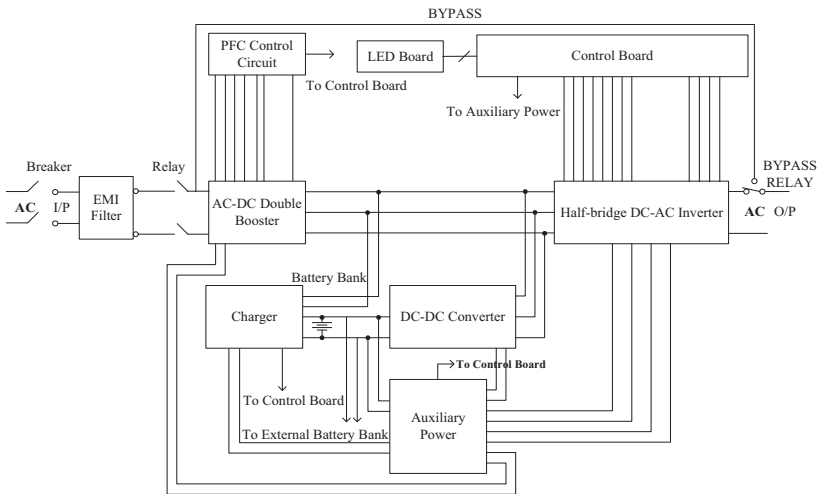 BYPASS
PFC Control
Circuit
LED Board
Control Board
To Control Board
To Auxiliary Power
Breaker
Relay
BYPASS
RELAY
AC I/P
EMI
Filter
AC-DC Double
Booster
Half-bridge DC-AC Inverter
AC O/P
Battery Bank
Charger
DC-DC Converter
To Control Board
To Control Board
Auxiliary
Power
To External Battery Bank